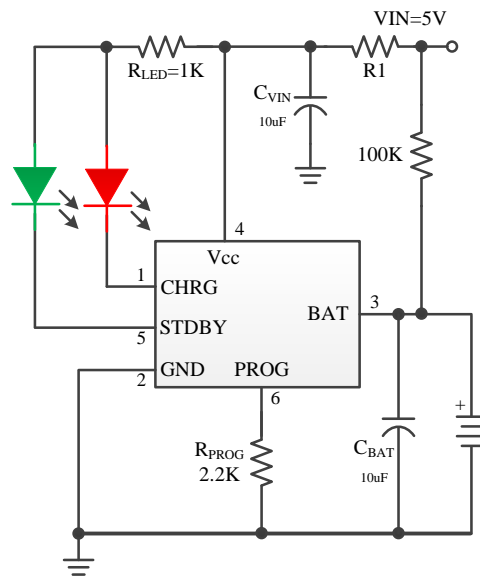 VIN=5V
RLED=1K
R1
CVIN
10uF
100K
4
Vcc
1
CHRG
3
BAT
STDBY
5
GND
PROG
2
6
RPROG
2.2K
CBAT
10uF
+